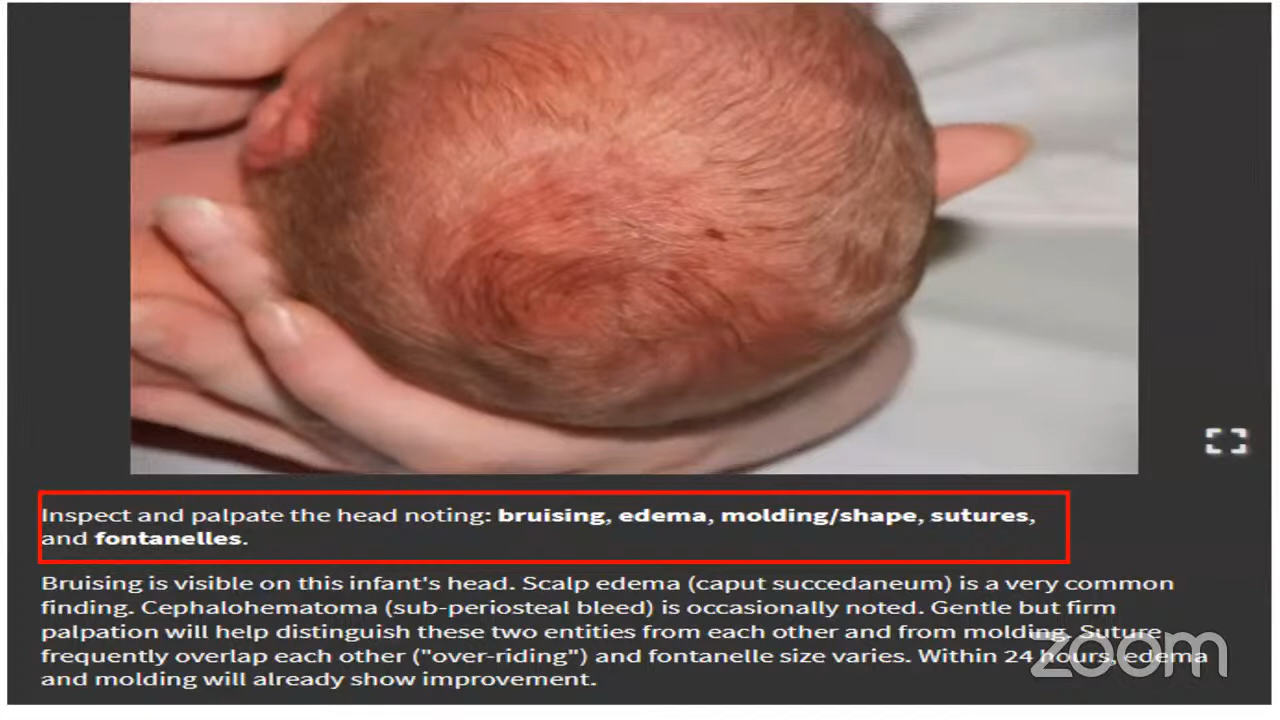 Inspect and palpate the head noting: bruising, edema, molding/shape, sutures,
and fontanelles.
Bruising is visible on this infant's head. Scalp edema (caput succedaneum) is a very common
finding. Cephalohematoma (sub-periosteal bleed) is occasionally noted. Gentle but firm
palpation will help distinguish these two entities from each other and from molding. Suture
frequently overlap each other ("over-riding") and fontanelle size varies. Within 24 hours, edema
and molding will already show improvement.
zoom